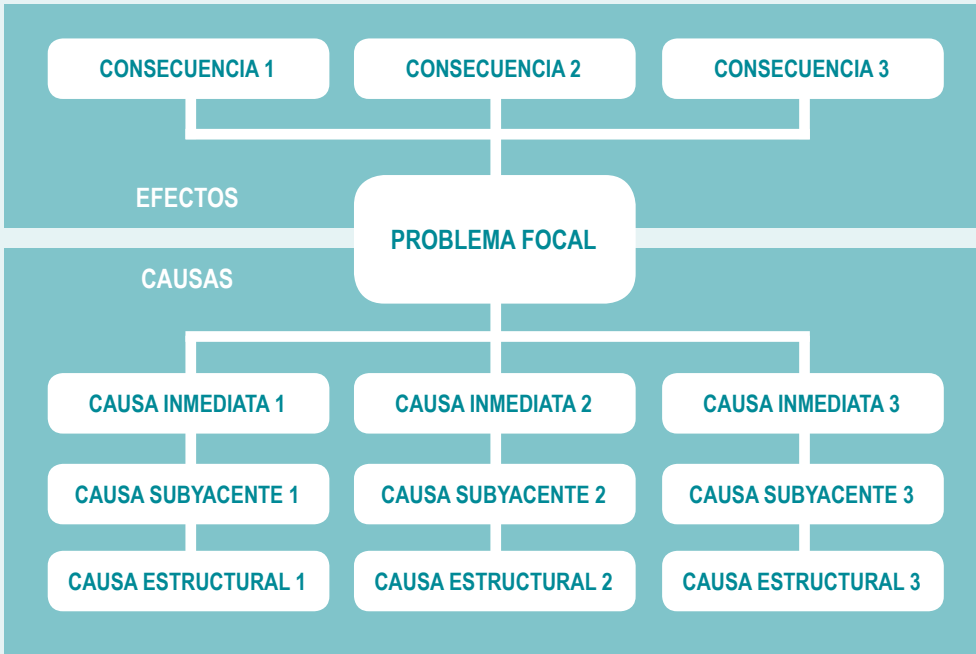 CONSECUENCIA 1
CONSECUENCIA 2
CONSECUENCIA 3
EFECTOS
PROBLEMA FOCAL
CAUSAS
CAUSA INMEDIATA 1
CAUSA INMEDIATA 2
CAUSA INMEDIATA 3
CAUSA SUBYACENTE 1
CAUSA SUBYACENTE 2
CAUSA SUBYACENTE 3
CAUSA ESTRUCTURAL 1
CAUSA ESTRUCTURAL 2
CAUSA ESTRUCTURAL 3